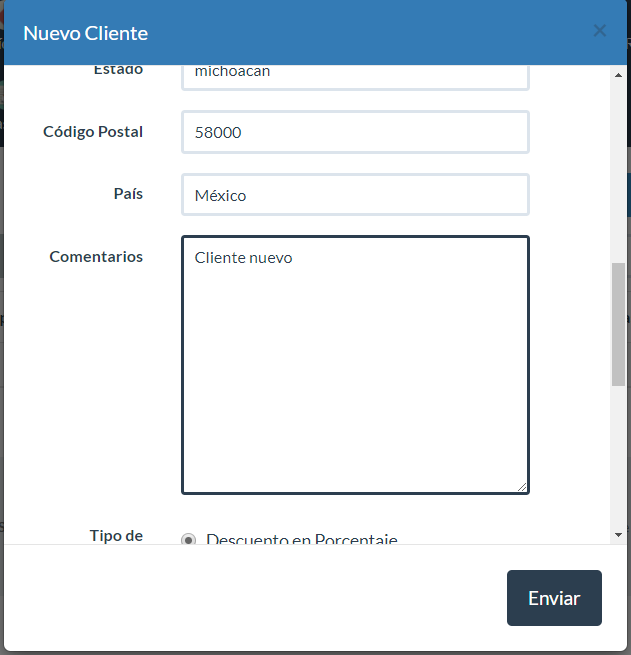 Nuevo Cliente ×
Estado michoacan
Código Postal 58000
País México
Comentarios Cliente nuevo
Tipo de Descuento en Porcentaje
Enviar